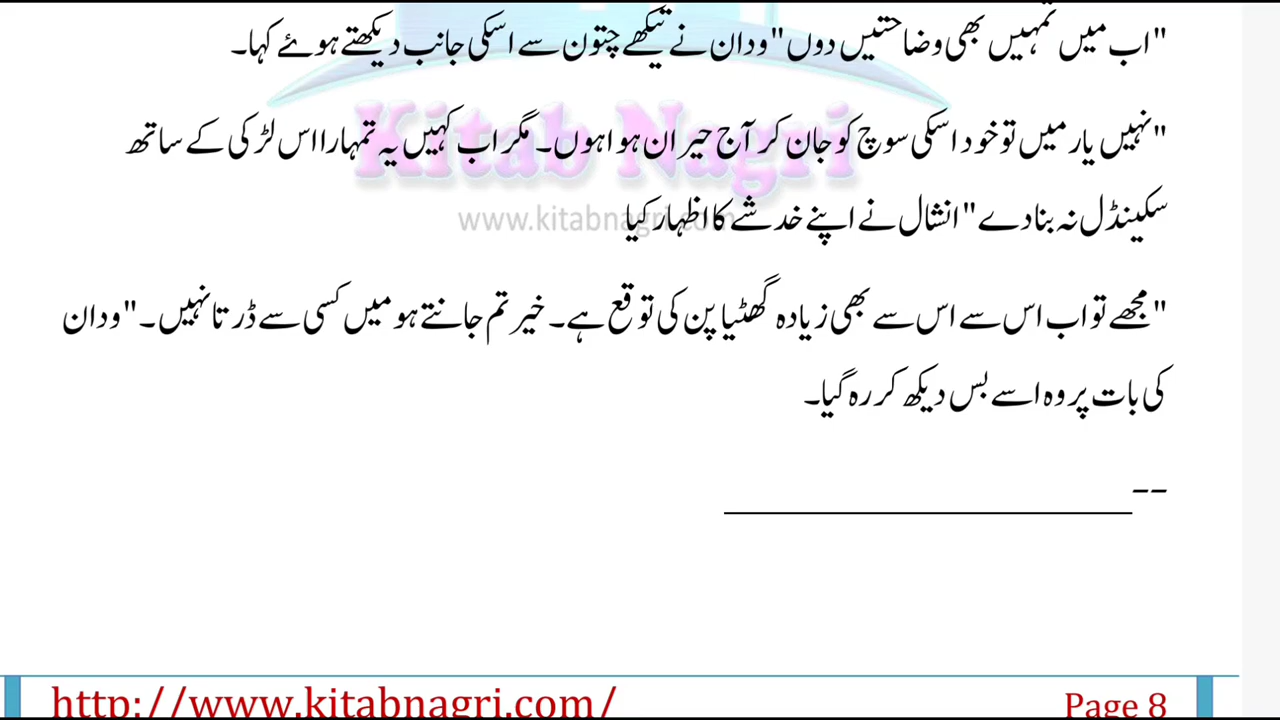 "اب میں تمہیں بھی وضاحتیں دوں" ودان نے تیکھے چتون سے اسکی جانب دیکھتے ہوئے کہا۔
"نہیں یار میں تو خود اسکی سوچ کو جان کر آج حیران ہوا ہوں۔ مگر اب کہیں یہ تمہارا اس لڑکی کے ساتھ
سکینڈل نہ بنا دے" انشال نے اپنے خدشے کا اظہار کیا
"مجھے تو اب اس سے اس سے بھی زیادہ گھٹیا پن کی توقع ہے۔ خیر تم جانتے ہو میں کسی سے ڈرتا نہیں۔" ودان
کی بات پر وہ اسے بس دیکھ کر رہ گیا۔
--
Kitab Nagri
www.kitabnagri.com
http://www.kitabnagri.com/ Page 8